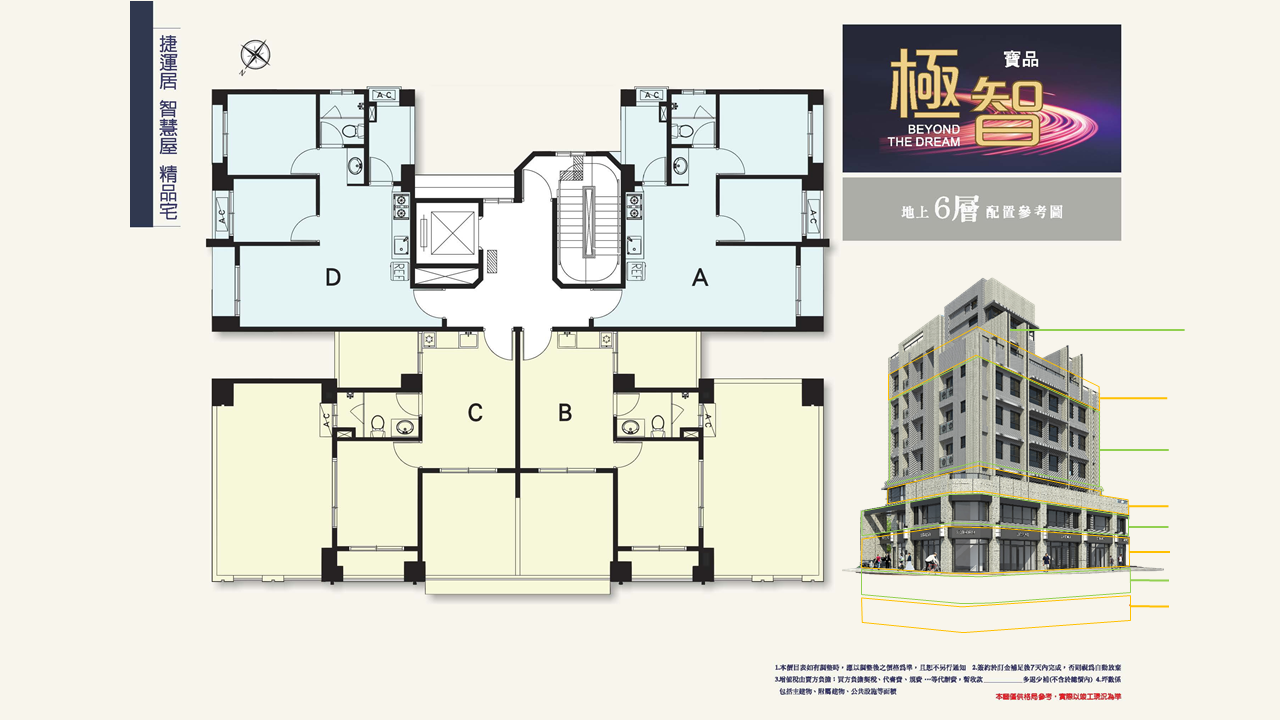 捷運居 智慧屋 精品宅
N
A·C
A·C
A·C
A·C
REF
REF
D
A
C
B
A·C
A·C
寶品
極智
BEYOND
THE DREAM
地上 6層 配置參考圖
1.本價目表如有調整時，應以調整後之價格為準，且恕不另行通知 2.簽約於訂金補足後7天內完成，否則視為自動放棄
3.增值稅由賣方負擔；買方負擔契稅、代書費、規費…等代辦費，暫收款__________多退少補(不含於總價內) 4.坪數係
包括主建物、附屬建物、公共設施等面積
本圖僅供格局參考，實際以竣工現況為準